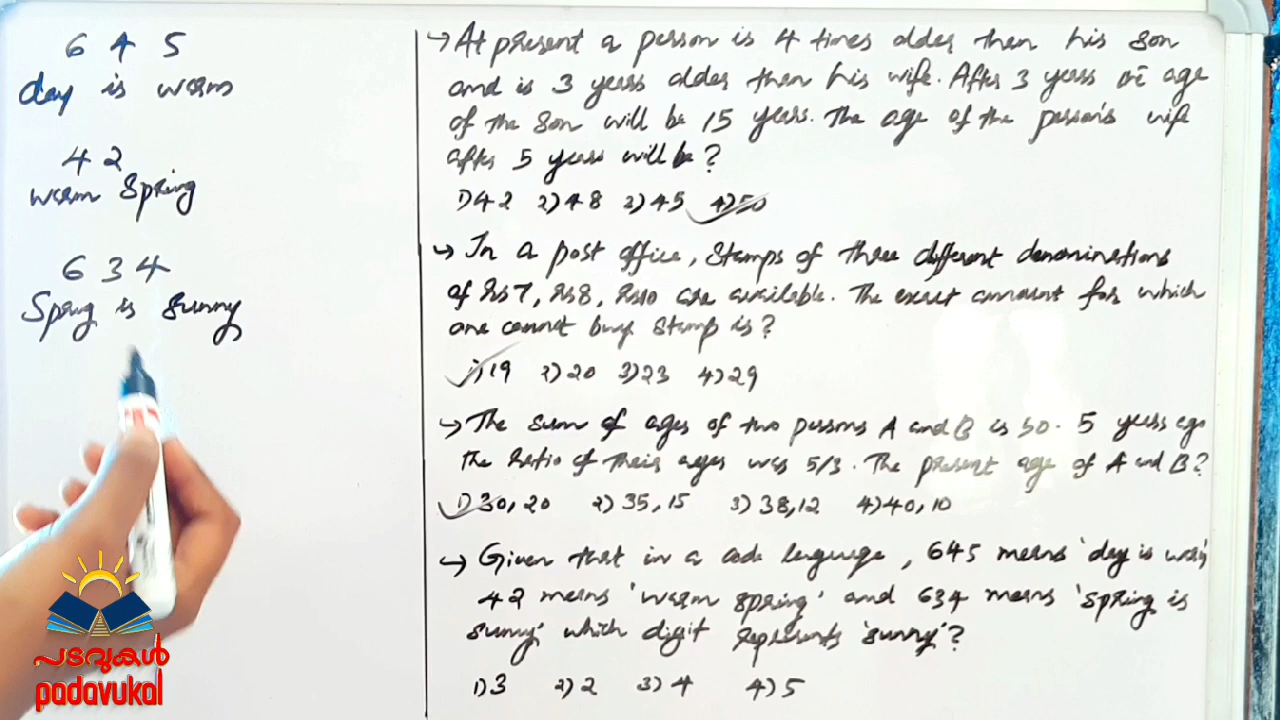 6 4 5
day is warm
4 2
warm Spring
6 3 4
Spring is Sunny
→ At present a person is 4 times older then his son
and is 3 years older then his wife. After 3 years the age
of the son will be 15 years. The age of the person's wife
after 5 years will be?
1) 42 2) 48 3) 45 4) 50
→ In a post office, Stamps of three different denominations
of Rs7, Rs8, Rs10 are available. The exact amount for which
one cannot buy Stamp is?
1) 19 2) 20 3) 23 4) 29
→ The sum of ages of two persons A and B is 50. 5 years ago
the Ratio of their ages was 5/3. The present age of A and B?
1) 30, 20 2) 35, 15 3) 38, 12 4) 40, 10
→ Given that in a code language, 645 means 'day is warm
42 means 'warm spring' and 634 means 'spring is
sunny' which digit represents 'sunny'?
1) 3 2) 2 3) 4 4) 5
പടവുകൾ
padavukal